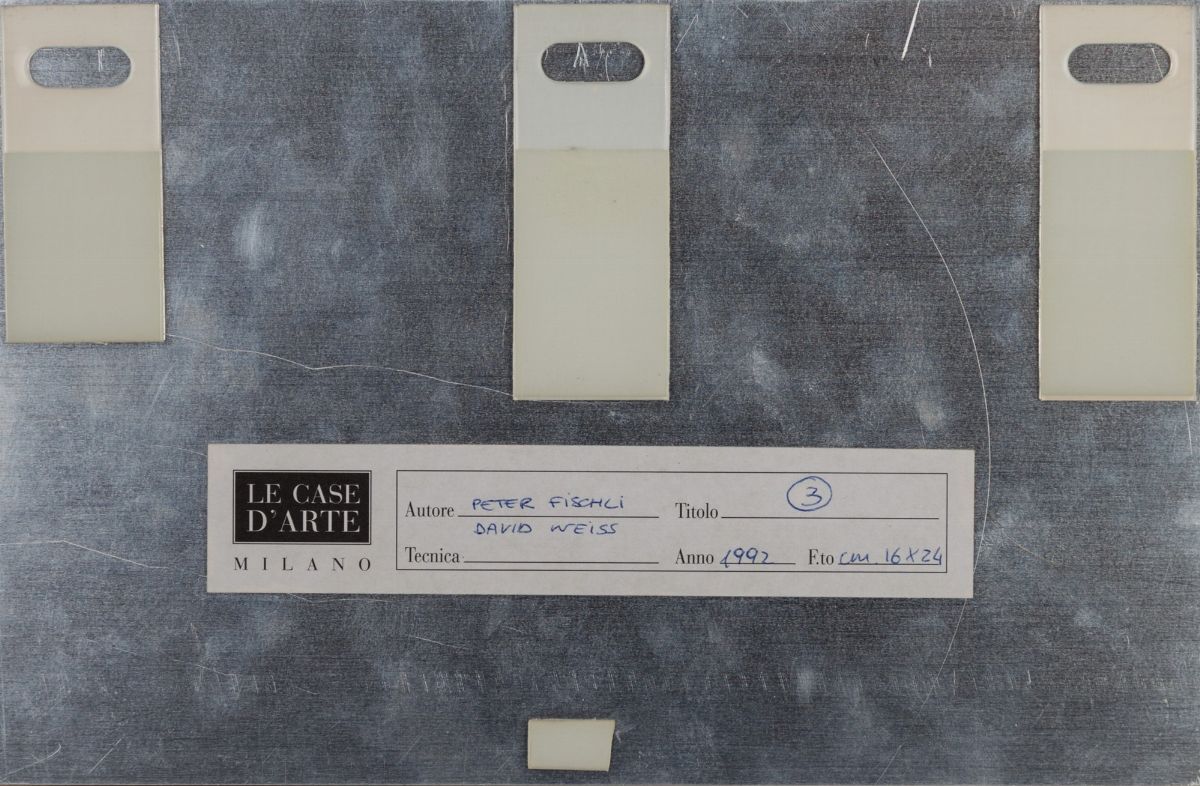 LE CASE
D'ARTE
MILANO
Autore PETER FISCHLI Titolo 3
DAVID WEISS
Tecnica Anno 1992 F.to cm. 16x24